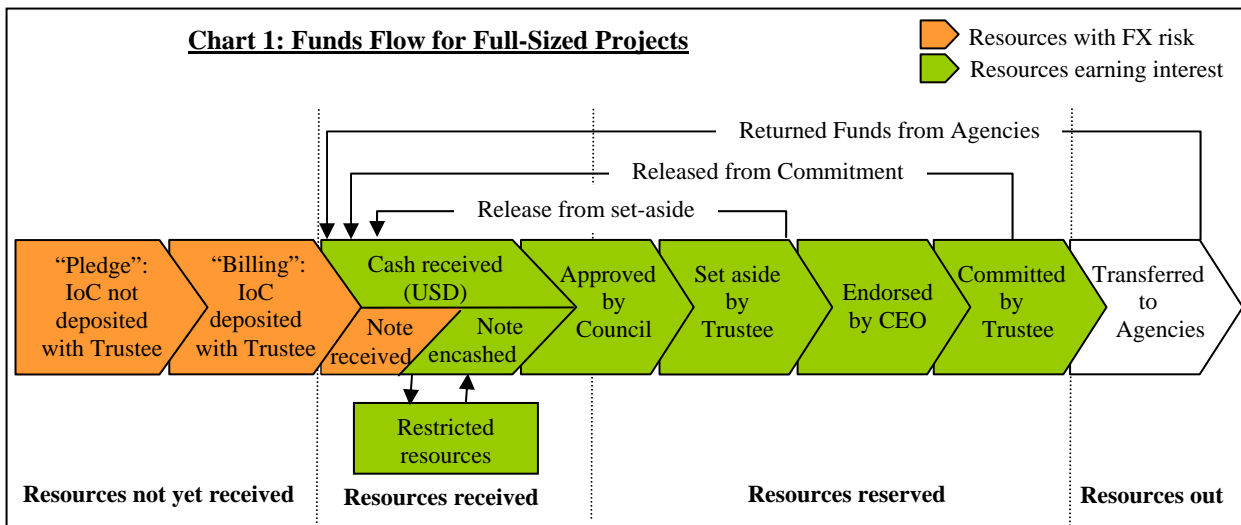 Chart 1: Funds Flow for Full-Sized Projects
Resources with FX risk
Resources earning interest
Returned Funds from Agencies
Released from Commitment
Release from set-aside
“Pledge”:
IoC not
deposited
with Trustee
“Billing”:
IoC
deposited
with Trustee
Cash received
(USD)
Note
received
Note
encashed
Approved
by
Council
Set aside
by
Trustee
Endorsed
by CEO
Committed
by
Trustee
Transferred
to
Agencies
Restricted
resources
Resources not yet received
Resources received
Resources reserved
Resources out